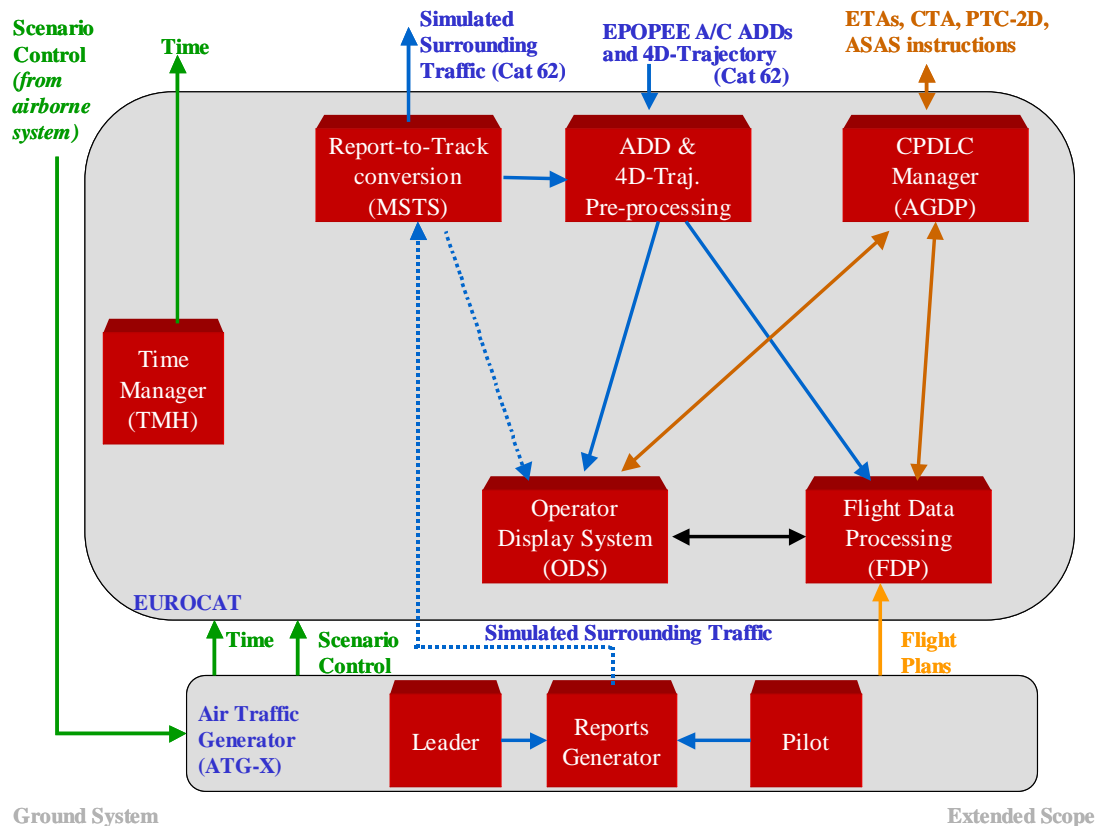 Scenario
Control
(from
airborne
system)
Time
Simulated
Surrounding
Traffic (Cat 62)
EPOPEE A/C ADDs
and 4D-Trajectory
(Cat 62)
ETAs, CTA, PTC-2D,
ASAS instructions
Report-to-Track
conversion
(MSTS)
ADD &
4D-Traj.
Pre-processing
CPDLC
Manager
(AGDP)
Time
Manager
(TMH)
Operator
Display System
(ODS)
Flight Data
Processing
(FDP)
EUROCAT
Time
Scenario
Control
Simulated Surrounding Traffic
Flight
Plans
Air Traffic
Generator
(ATG-X)
Leader
Reports
Generator
Pilot
Ground System
Extended Scope